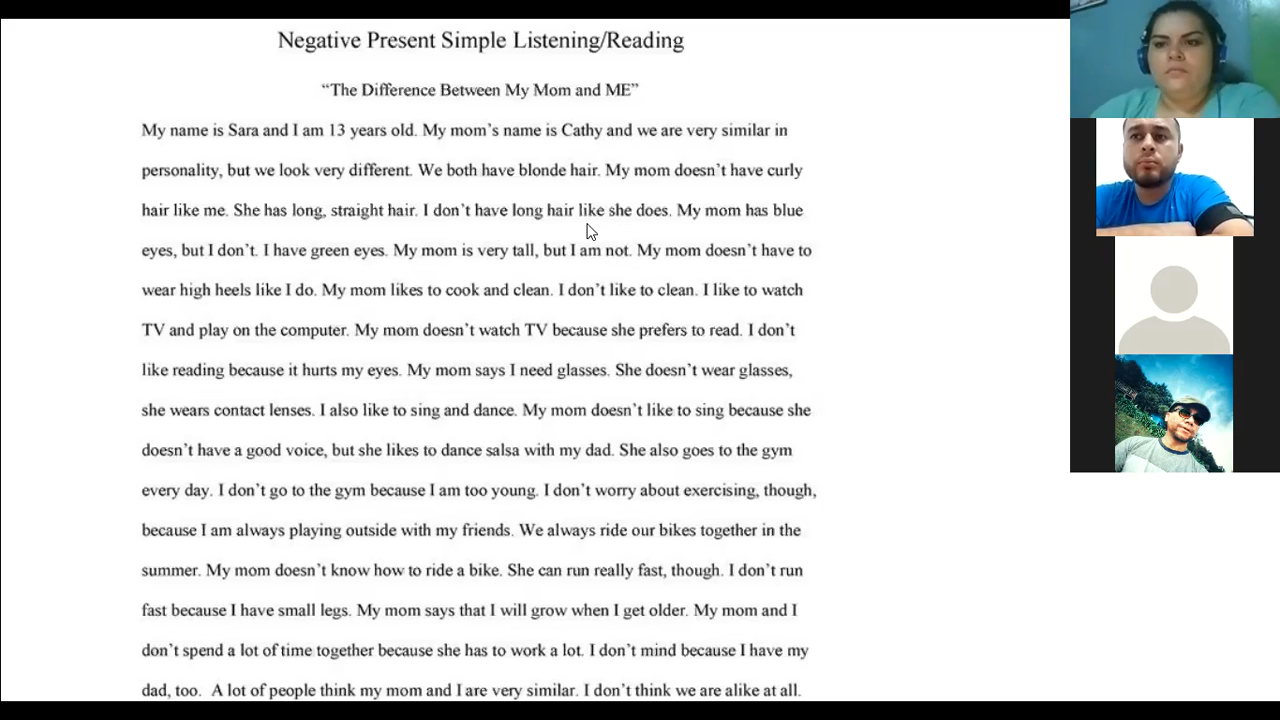 Negative Present Simple Listening/Reading
“The Difference Between My Mom and ME”
My name is Sara and I am 13 years old. My mom’s name is Cathy and we are very similar in
personality, but we look very different. We both have blonde hair. My mom doesn’t have curly
hair like me. She has long, straight hair. I don’t have long hair like she does. My mom has blue
eyes, but I don’t. I have green eyes. My mom is very tall, but I am not. My mom doesn’t have to
wear high heels like I do. My mom likes to cook and clean. I don’t like to clean. I like to watch
TV and play on the computer. My mom doesn’t watch TV because she prefers to read. I don’t
like reading because it hurts my eyes. My mom says I need glasses. She doesn’t wear glasses,
she wears contact lenses. I also like to sing and dance. My mom doesn’t like to sing because she
doesn’t have a good voice, but she likes to dance salsa with my dad. She also goes to the gym
every day. I don’t go to the gym because I am too young. I don’t worry about exercising, though,
because I am always playing outside with my friends. We always ride our bikes together in the
summer. My mom doesn’t know how to ride a bike. She can run really fast, though. I don’t run
fast because I have small legs. My mom says that I will grow when I get older. My mom and I
don’t spend a lot of time together because she has to work a lot. I don’t mind because I have my
dad, too.  A lot of people think my mom and I are very similar. I don’t think we are alike at all.